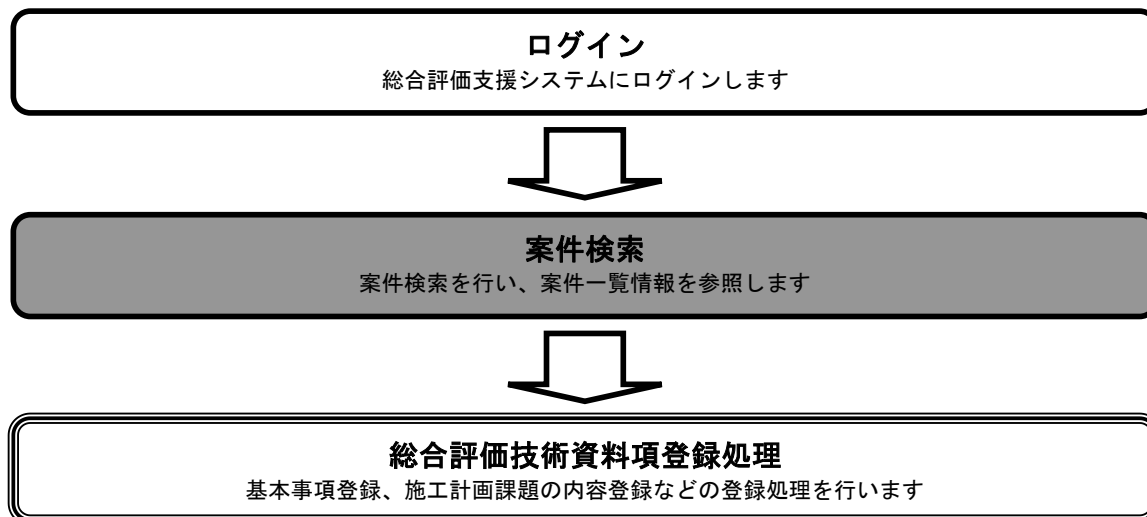 ログイン
総合評価支援システムにログインします
案件検索
案件検索を行い、案件一覧情報を参照します
総合評価技術資料項登録処理
基本事項登録、施工計画課題の内容登録などの登録処理を行います